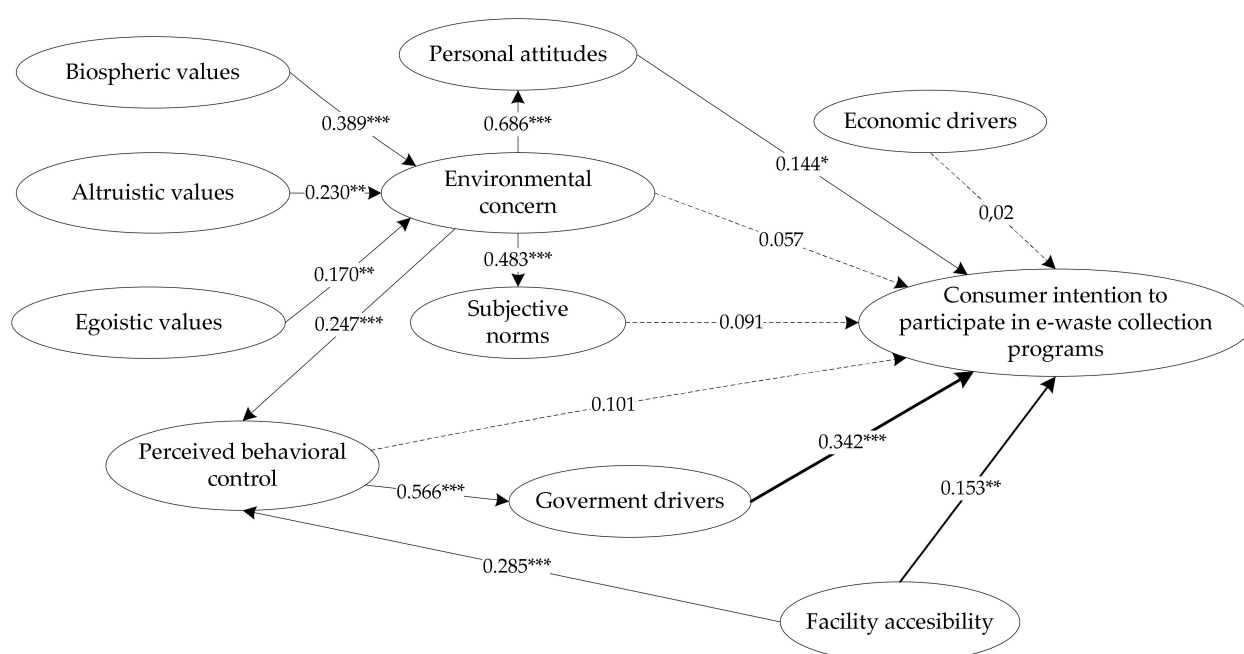 Personal attitudes
Biospheric values
0.389***
0.686***
Economic drivers
0.144*
Altruistic values
0.230**
Environmental
concern
0,02
0.057
0.483***
0.170**
Egoistic values
0.247***
Subjective
norms
0.091
Consumer intention to
participate in e-waste collection
programs
0.101
Perceived behavioral
control
0.342***
0.566***
Goverment drivers
0.153**
0.285***
Facility accesibility